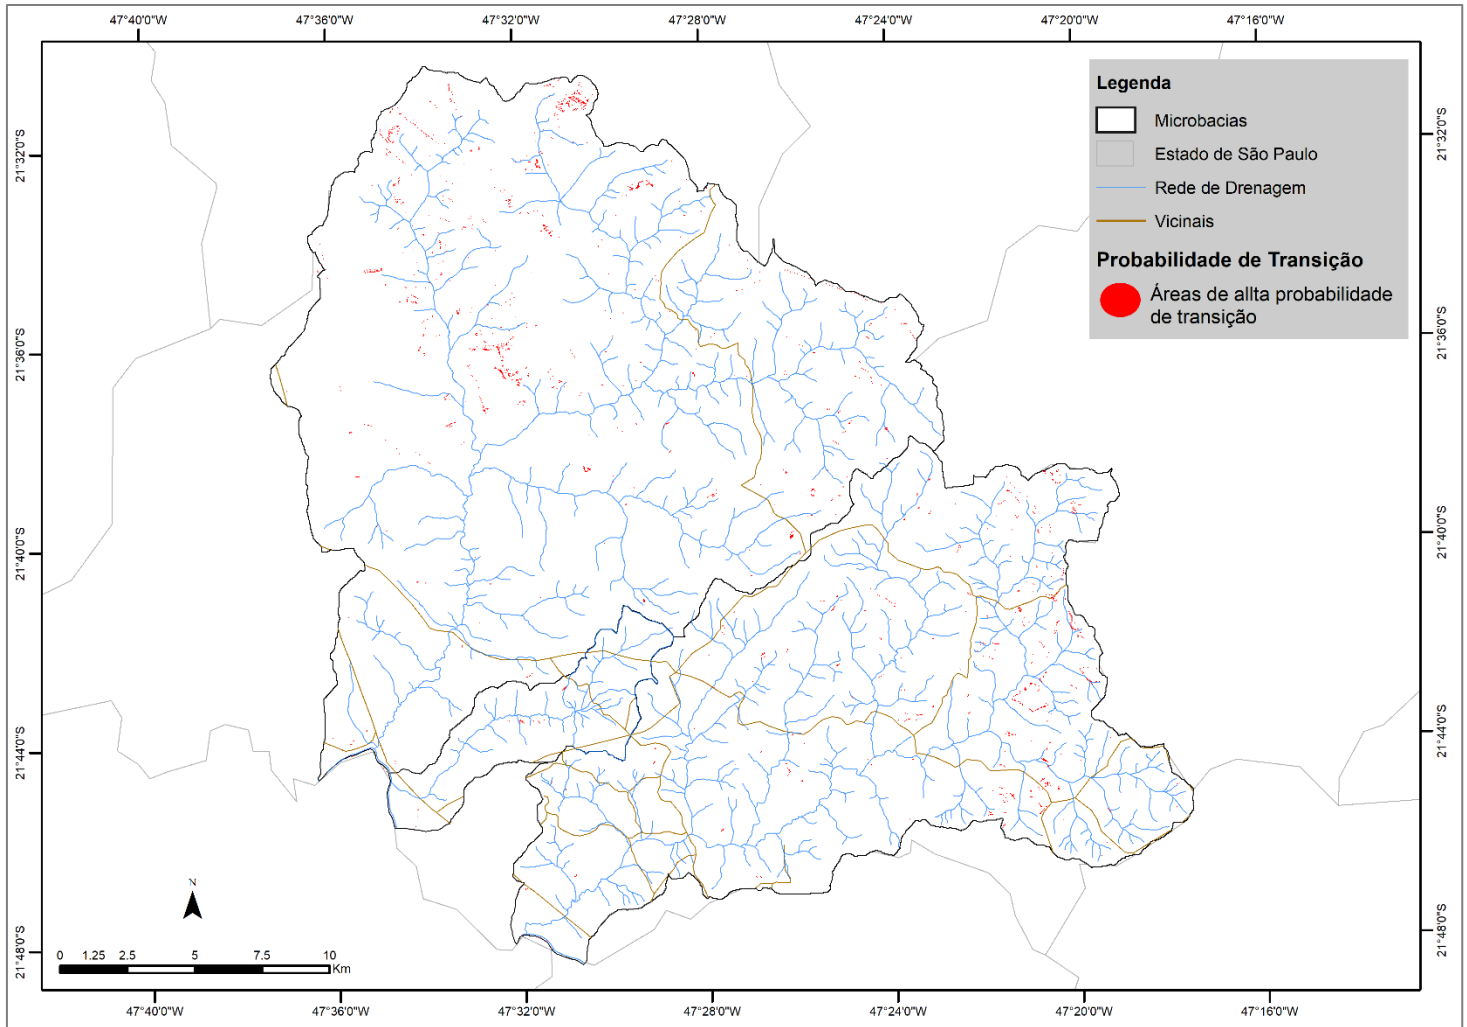 47°40'0"W
47°36'0"W
47°32'0"W
47°28'0"W
47°24'0"W
47°20'0"W
47°16'0"W
Legenda
Microbacias
Estado de São Paulo
Rede de Drenagem
Vicinais
Probabilidade de Transição
Áreas de allta probabilidade
de transição
21°32'0"S
21°36'0"S
21°40'0"S
21°44'0"S
21°48'0"S
21°32'0"S
21°36'0"S
21°40'0"S
21°44'0"S
21°48'0"S
N
0 1.25 2.5 5 7.5 10
Km
47°40'0"W
47°36'0"W
47°32'0"W
47°28'0"W
47°24'0"W
47°20'0"W
47°16'0"W